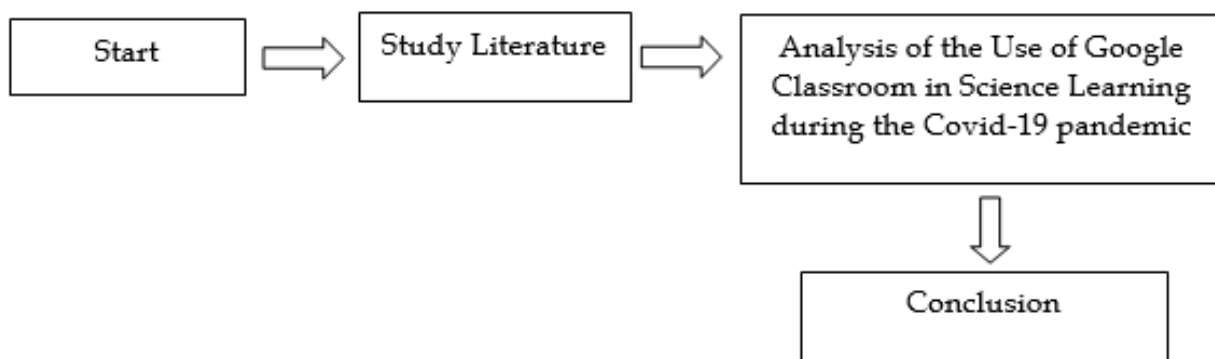 Start
Study Literature
Analysis of the Use of Google
Classroom in Science Learning
during the Covid-19 pandemic
Conclusion